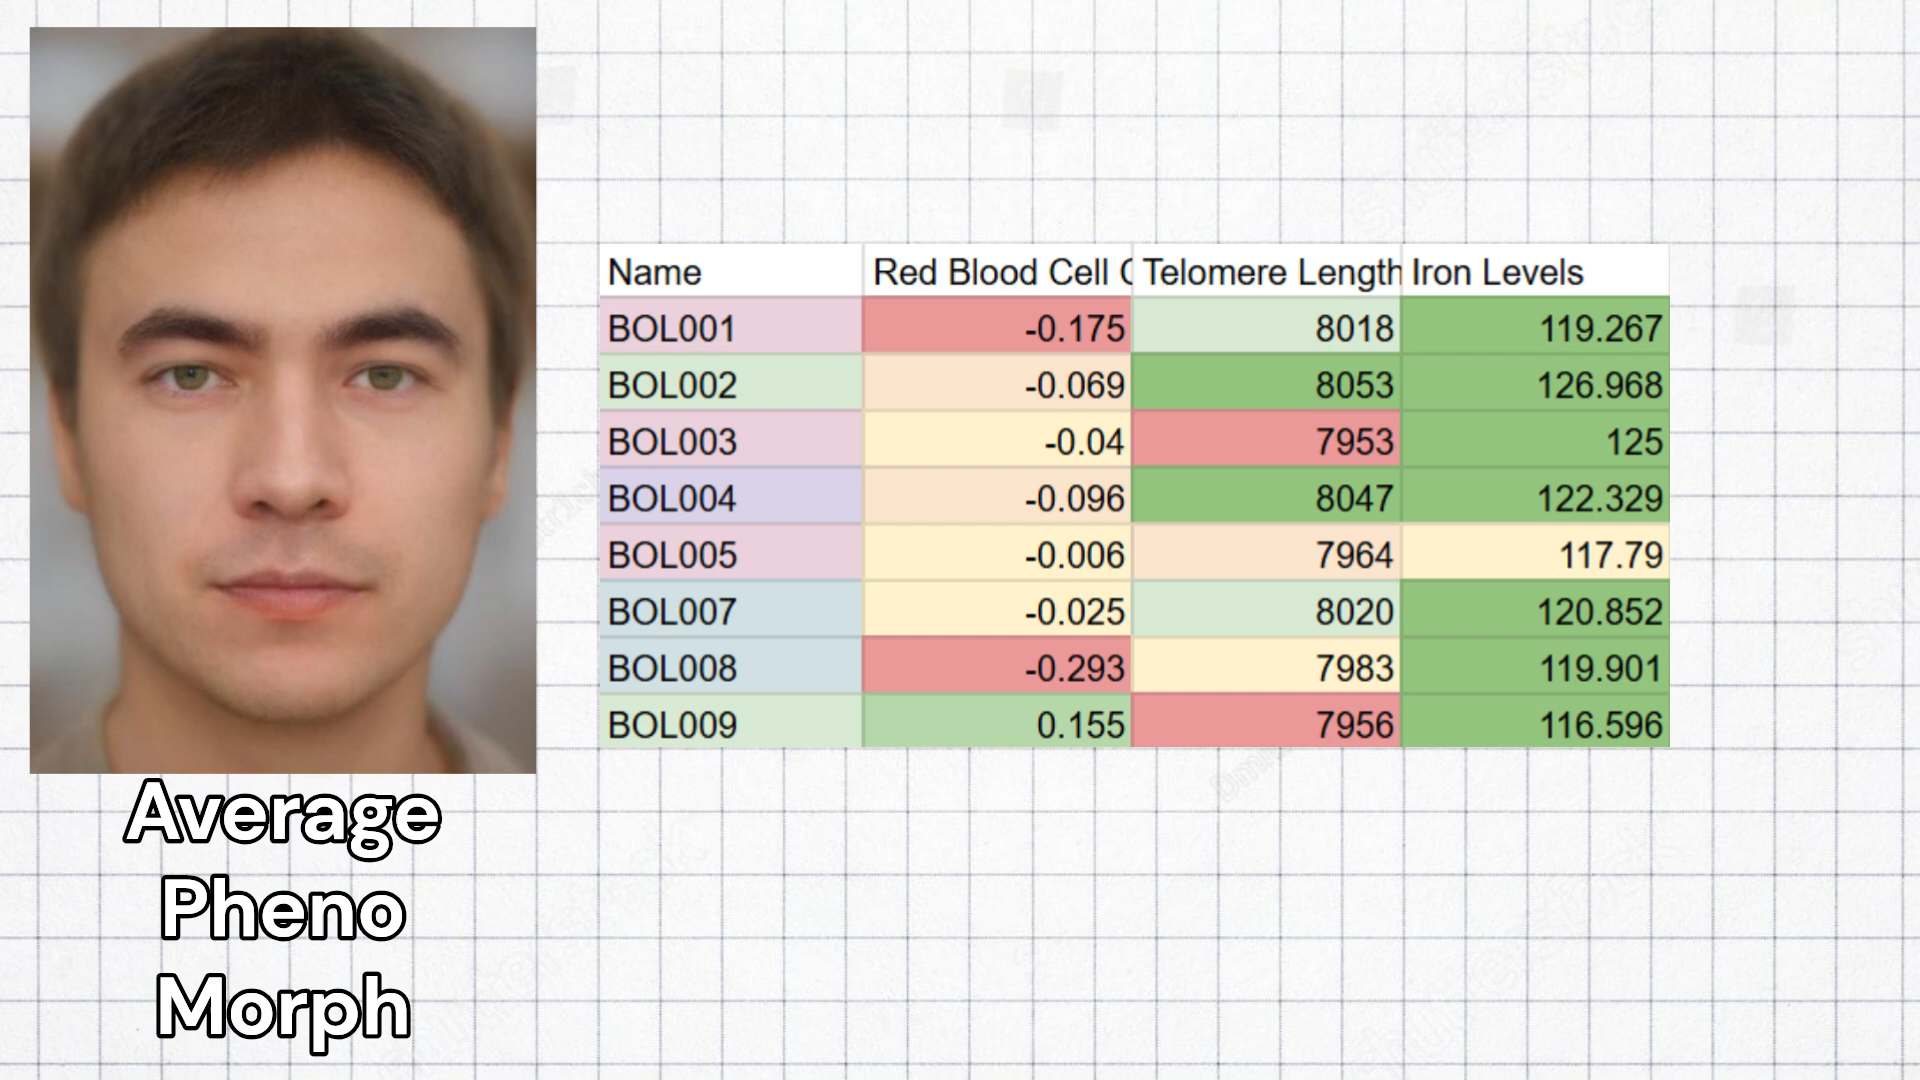 Name Red Blood Cell C Telomere Length Iron Levels
BOL001 -0.175 8018 119.267
BOL002 -0.069 8053 126.968
BOL003 -0.04 7953 125
BOL004 -0.096 8047 122.329
BOL005 -0.006 7964 117.79
BOL007 -0.025 8020 120.852
BOL008 -0.293 7983 119.901
BOL009 0.155 7956 116.596
Average
Pheno
Morph